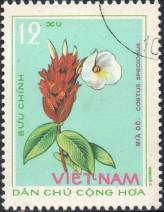 12 XU
BƯU CHÍNH
MÍA DÒ. COSTUS SPECIOSUS
VIỆT-NAM
DÂN CHỦ CỘNG HÒA